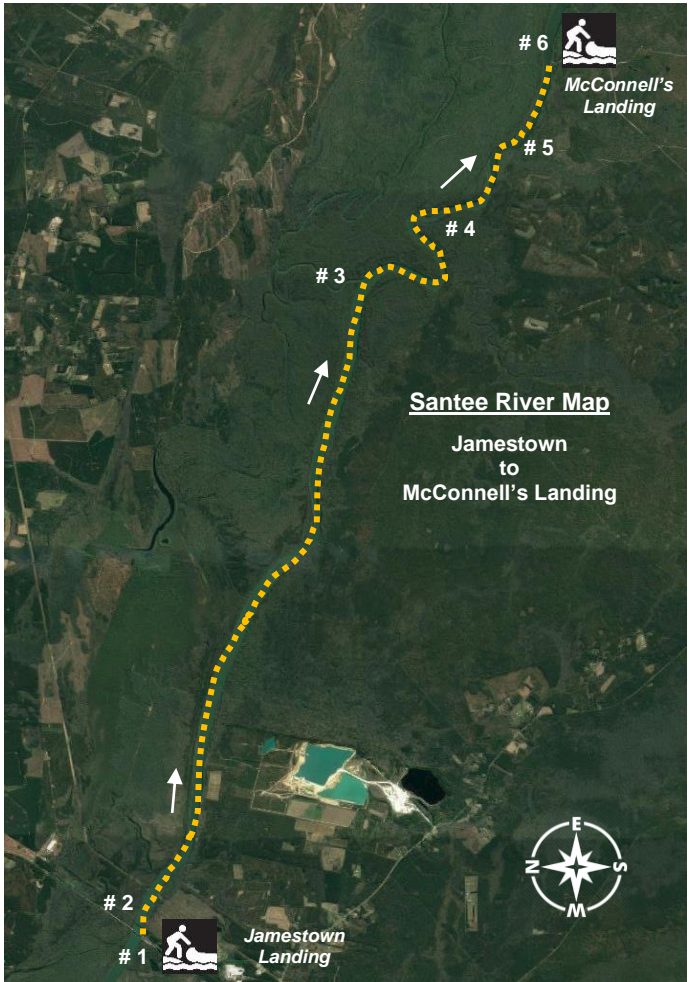 # 6
McConnell's
Landing
# 5
# 4
# 3
Santee River Map
Jamestown
to
McConnell's Landing
E
N
S
W
# 2
# 1
Jamestown
Landing